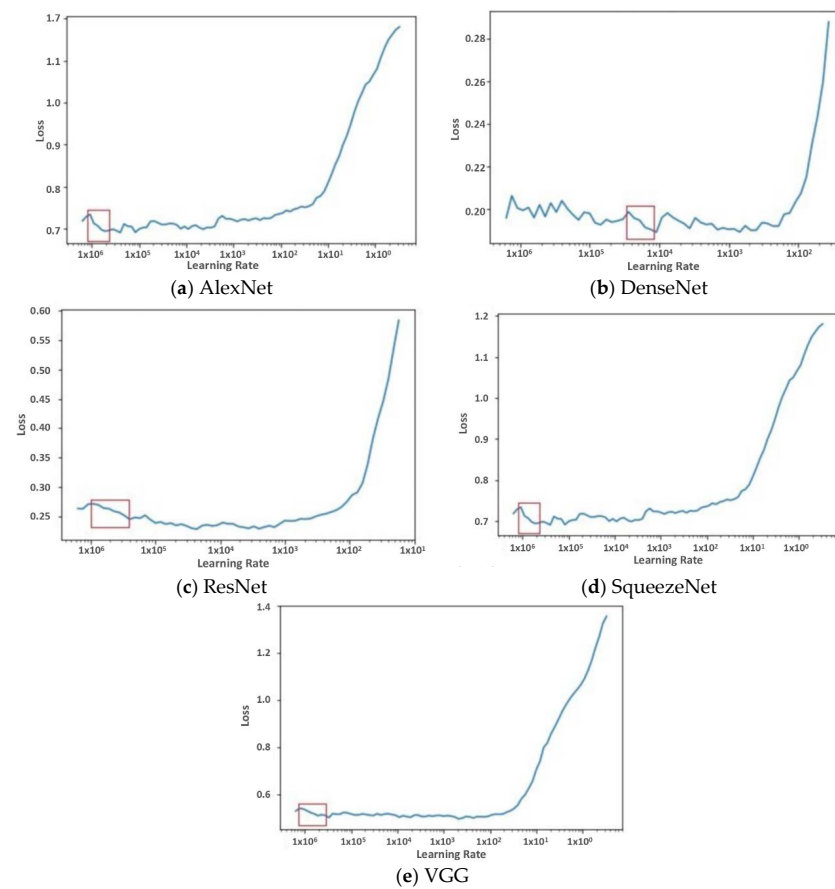 1.7
1.1
1.0
0.9
0.8
0.7
Loss
1x10⁶ 1x10⁵ 1x10⁴ 1x10³ 1x10² 1x10¹ 1x10⁰
Learning Rate
(a) AlexNet
0.28
0.26
0.24
0.22
0.20
Loss
1x10⁶ 1x10⁵ 1x10⁴ 1x10³ 1x10²
Learning Rate
(b) DenseNet
0.60
0.55
0.50
0.45
0.40
0.35
0.30
0.25
Loss
1x10⁶ 1x10⁵ 1x10⁴ 1x10³ 1x10² 1x10¹
Learning Rate
(c) ResNet
1.2
1.1
1.0
0.9
0.8
0.7
Loss
1x10⁶ 1x10⁵ 1x10⁴ 1x10³ 1x10² 1x10¹ 1x10⁰
Learning Rate
(d) SqueezeNet
1.4
1.2
1.0
0.8
0.6
Loss
1x10⁶ 1x10⁵ 1x10⁴ 1x10³ 1x10² 1x10¹ 1x10⁰
Learning Rate
(e) VGG